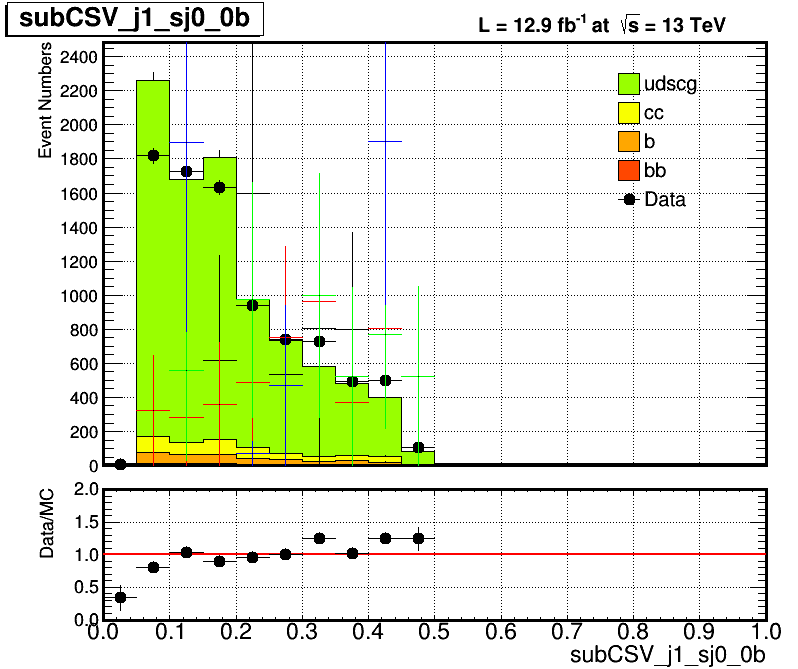 subCSV_j1_sj0_0b
L = 12.9 fb⁻¹ at √s = 13 TeV
Event Numbers
2400
2200
2000
1800
1600
1400
1200
1000
800
600
400
200
0
udscg
cc
b
bb
Data
Data/MC
2.0
1.5
1.0
0.5
0.0
0.0 0.1 0.2 0.3 0.4 0.5 0.6 0.7 0.8 0.9 1.0
subCSV_j1_sj0_0b